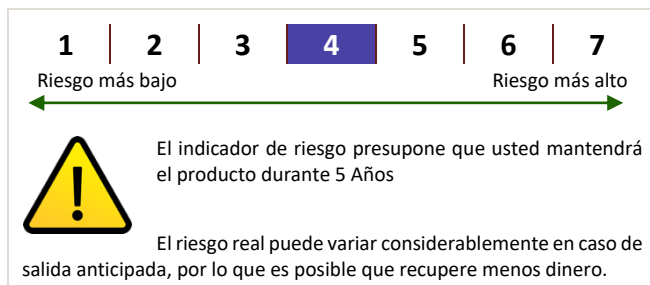 1 2 3 4 5 6 7
Riesgo más bajo Riesgo más alto
El indicador de riesgo presupone que usted mantendrá
el producto durante 5 Años
El riesgo real puede variar considerablemente en caso de
salida anticipada, por lo que es posible que recupere menos dinero.